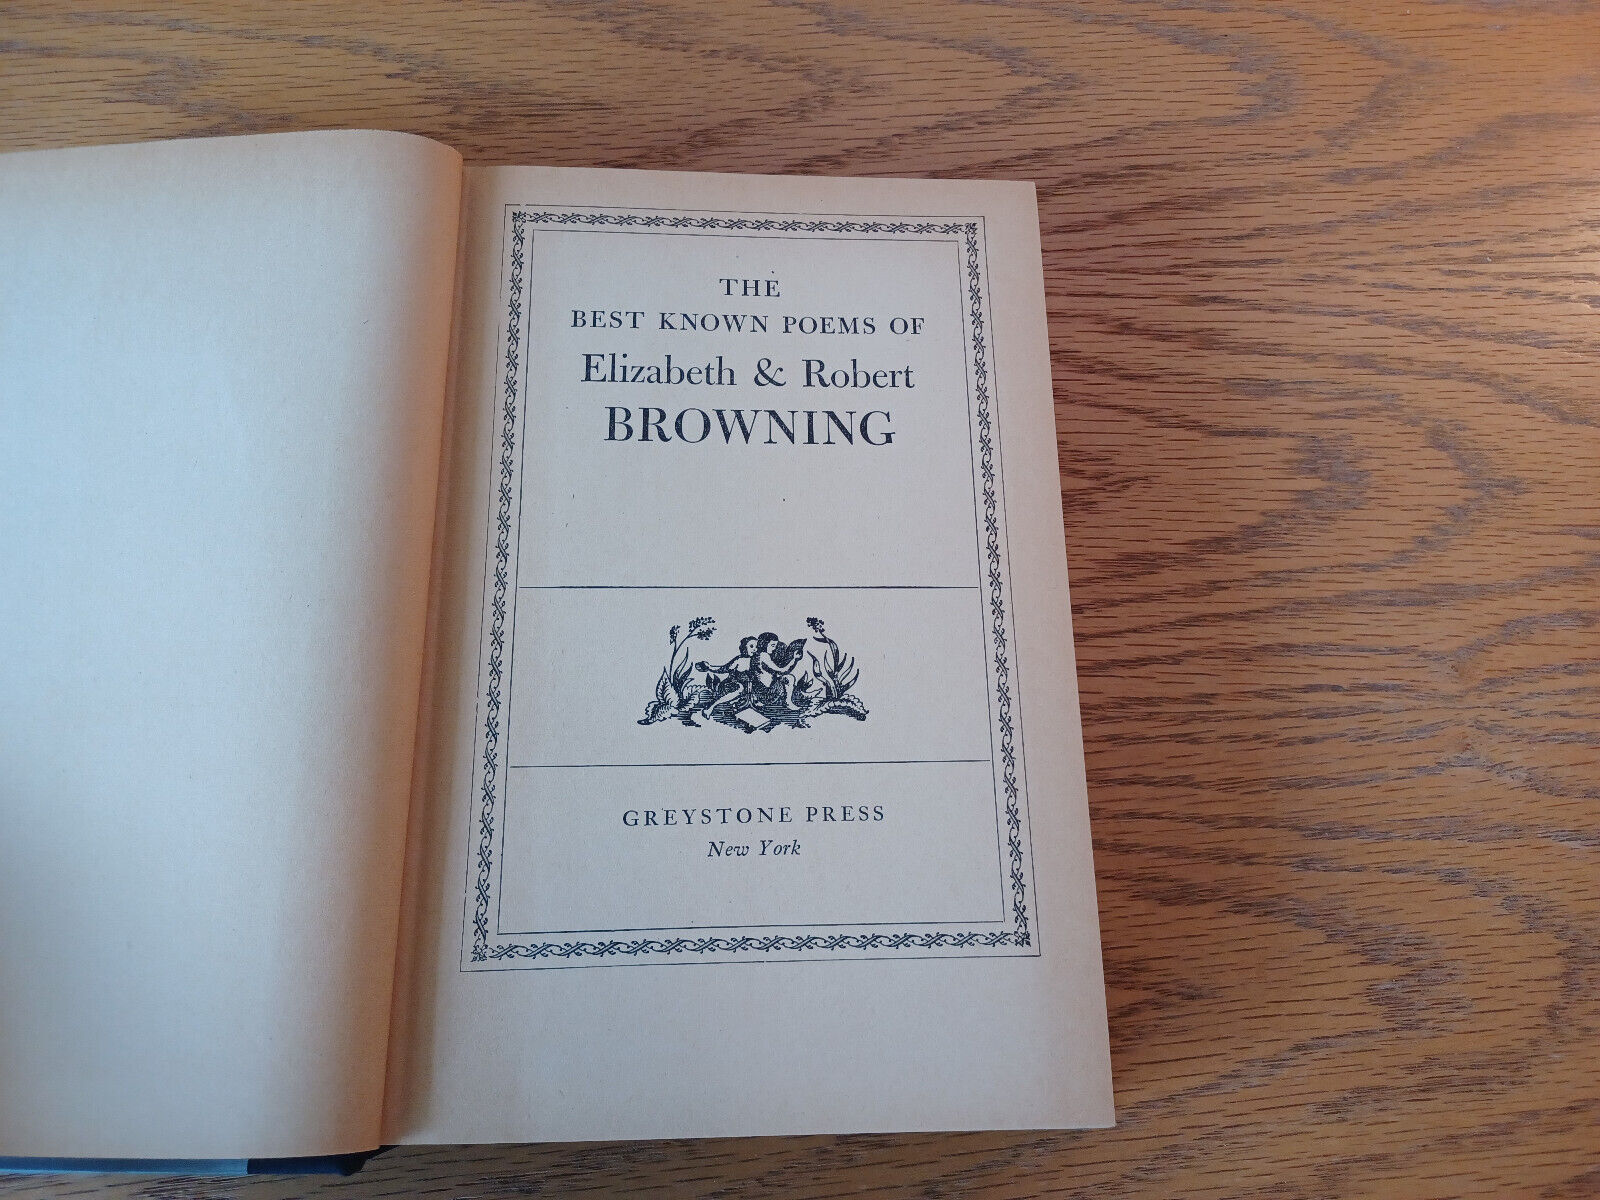 THE
BEST KNOWN POEMS OF
Elizabeth & Robert
BROWNING
GREYSTONE PRESS
New York